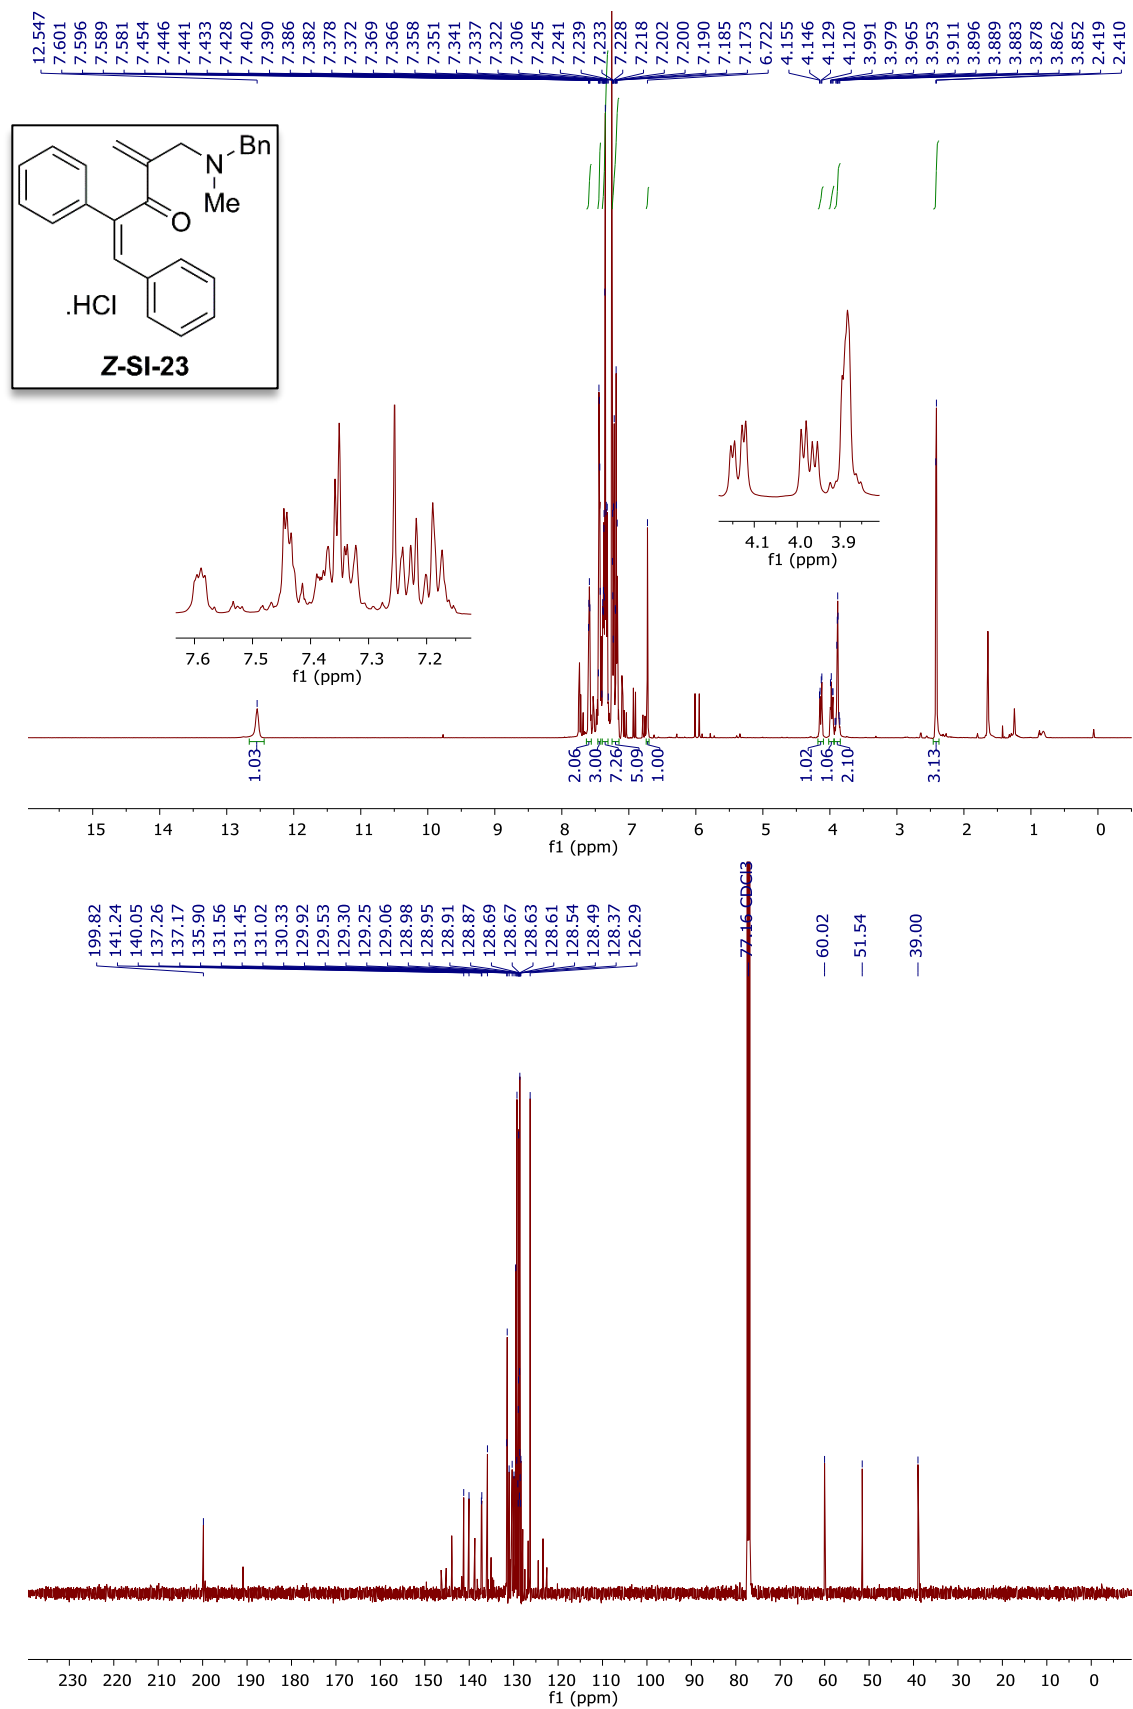 12.547 7.601 7.596 7.589 7.581 7.454 7.446 7.441 7.433 7.428 7.402 7.390 7.386 7.382 7.378 7.372 7.369 7.366 7.358 7.351 7.341 7.337 7.322 7.306 7.245 7.241 7.239 7.233 7.228 7.218 7.202 7.200 7.190 7.185 7.173 6.722 4.155 4.146 4.129 4.120 3.991 3.979 3.965 3.953 3.911 3.896 3.889 3.883 3.878 3.862 3.852 2.419 2.410
Bn
N
Me
O
.HCl
Z-SI-23
7.6 7.5 7.4 7.3 7.2
f1 (ppm)
4.1 4.0 3.9
f1 (ppm)
1.03 2.06 3.00 7.26 5.09 1.00 1.02 1.06 2.10 3.13
15 14 13 12 11 10 9 8 7 6 5 4 3 2 1 0
f1 (ppm)
199.82 141.24 140.05 137.26 137.17 135.90 131.56 131.45 131.02 130.33 129.92 129.53 129.30 129.25 129.06 128.98 128.95 128.91 128.87 128.69 128.67 128.63 128.61 128.54 128.49 128.37 126.29 77.16 CDCl3 60.02 51.54 39.00
230 220 210 200 190 180 170 160 150 140 130 120 110 100 90 80 70 60 50 40 30 20 10 0
f1 (ppm)